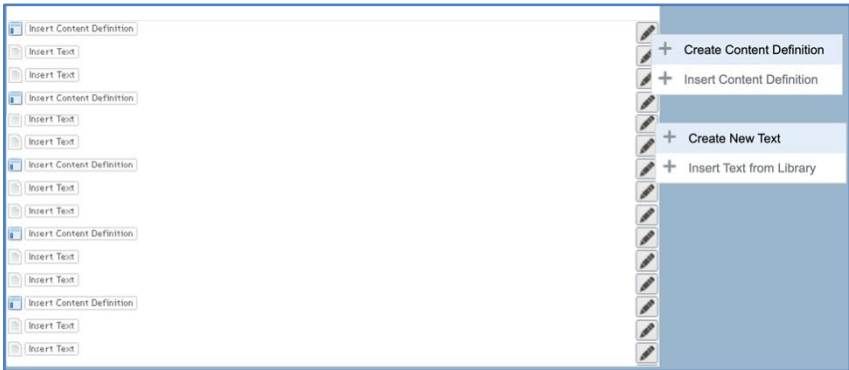 Insert Content Definition
Insert Text
Insert Text
Insert Content Definition
Insert Text
Insert Text
Insert Content Definition
Insert Text
Insert Text
Insert Content Definition
Insert Text
Insert Text
Insert Content Definition
Insert Text
Insert Text
+ Create Content Definition
+ Insert Content Definition
+ Create New Text
+ Insert Text from Library